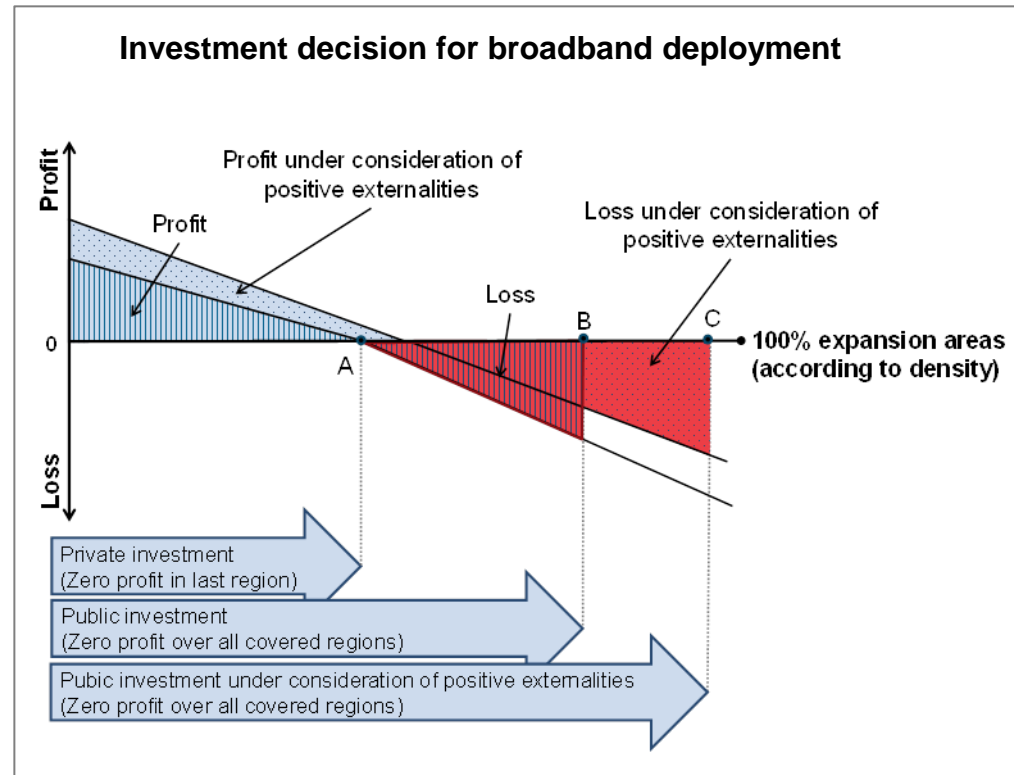 Investment decision for broadband deployment
Profit
Profit under consideration of
positive externalities
Profit
Loss under consideration of
positive externalities
Loss
B
C
0
A
100% expansion areas
(according to density)
Loss
Private investment
(Zero profit in last region)
Public investment
(Zero profit over all covered regions)
Pubic investment under consideration of positive externalities
(Zero profit over all covered regions)